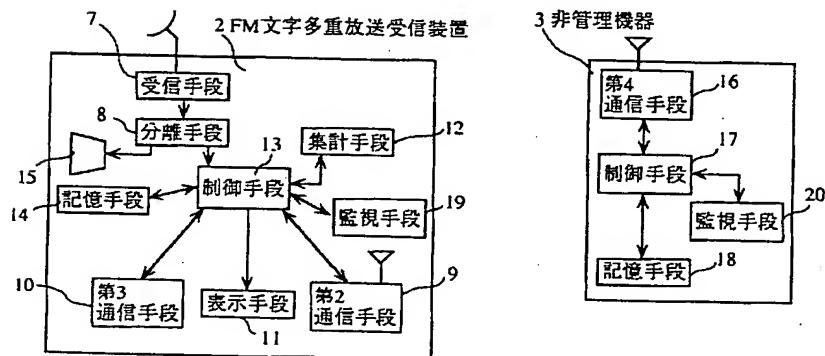 2 FM文字多重放送受信装置
7
受信手段
8
分離手段
15
13
制御手段
集計手段
12
14
記憶手段
監視手段
19
10
第3
通信手段
表示手段
11
第2
通信手段
9
3 非管理機器
第4
通信手段
16
制御手段
17
監視手段
20
記憶手段
18